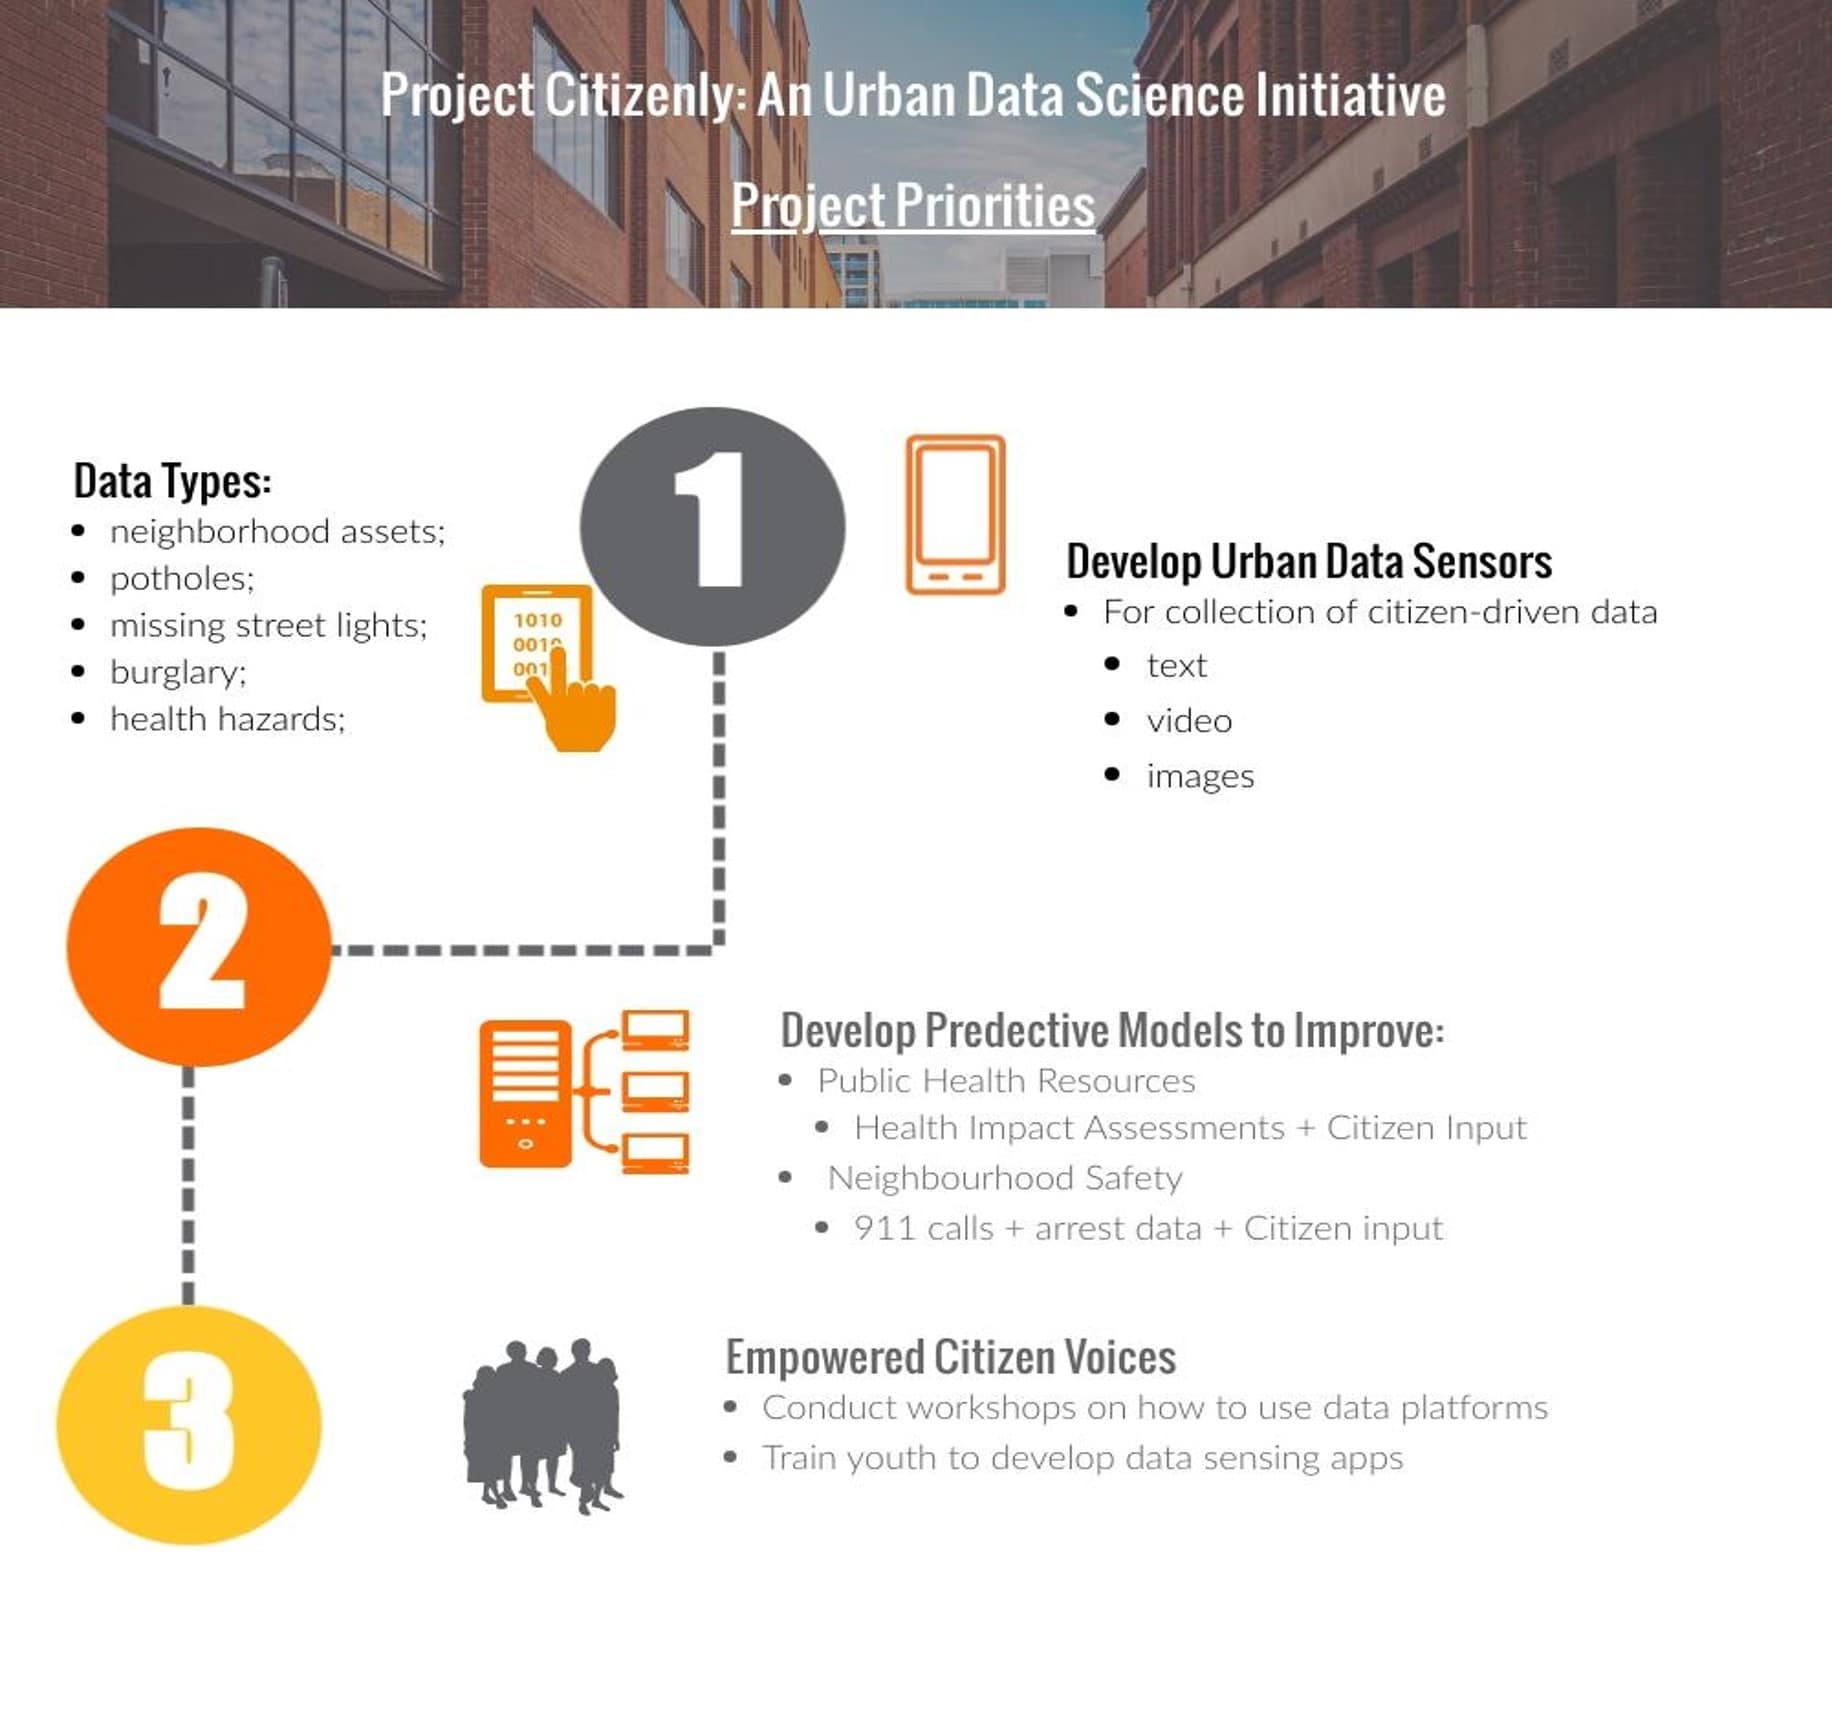 Project Citizenly: An Urban Data Science Initiative
Project Priorities
1
Data Types:
• neighborhood assets;
• potholes;
• missing street lights;
• burglary;
• health hazards;
1010
001
001
Develop Urban Data Sensors
• For collection of citizen-driven data
• text
• video
• images
2
Develop Predective Models to Improve:
• Public Health Resources
• Health Impact Assessments + Citizen Input
• Neighbourhood Safety
• 911 calls + arrest data + Citizen input
3
Empowered Citizen Voices
• Conduct workshops on how to use data platforms
• Train youth to develop data sensing apps